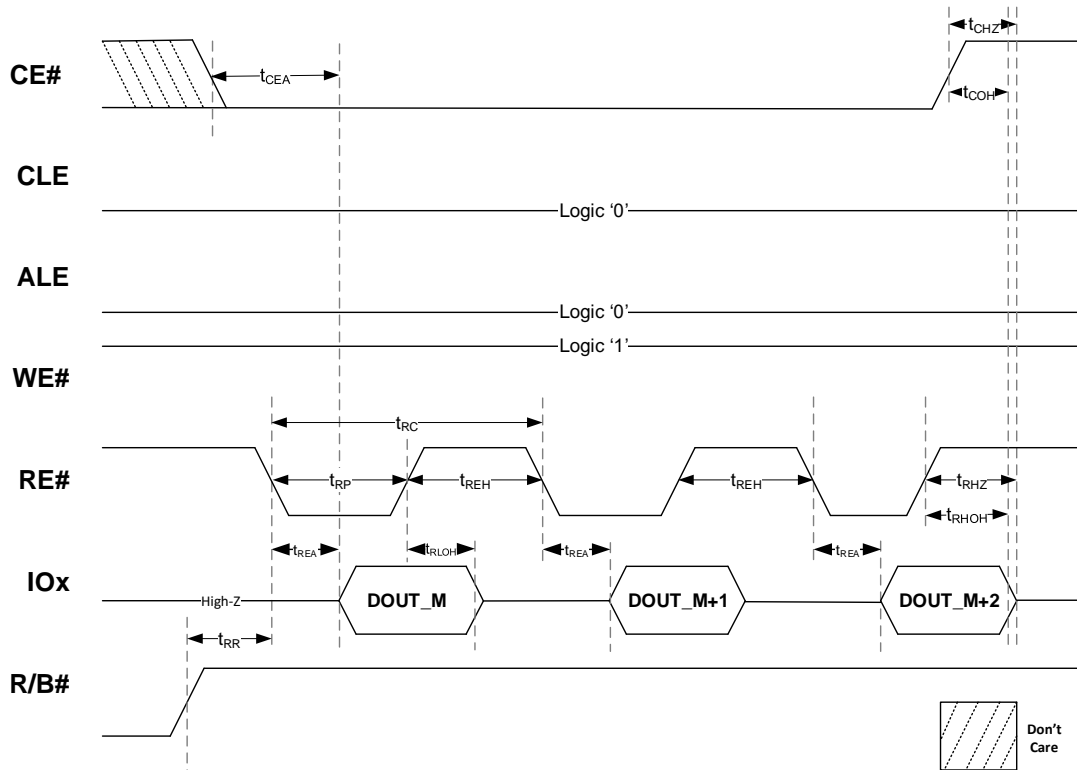 tCHZ
CE#
tCEA
tCOH
CLE
Logic ‘0’
ALE
Logic ‘0’
Logic ‘1’
WE#
tRC
RE#
tRP
tREH
tREH
tRHZ
tRHOH
tREA
tRLOH
tREA
tREA
IOx
High-Z
DOUT_M
DOUT_M+1
DOUT_M+2
tRR
R/B#
Don’t
Care